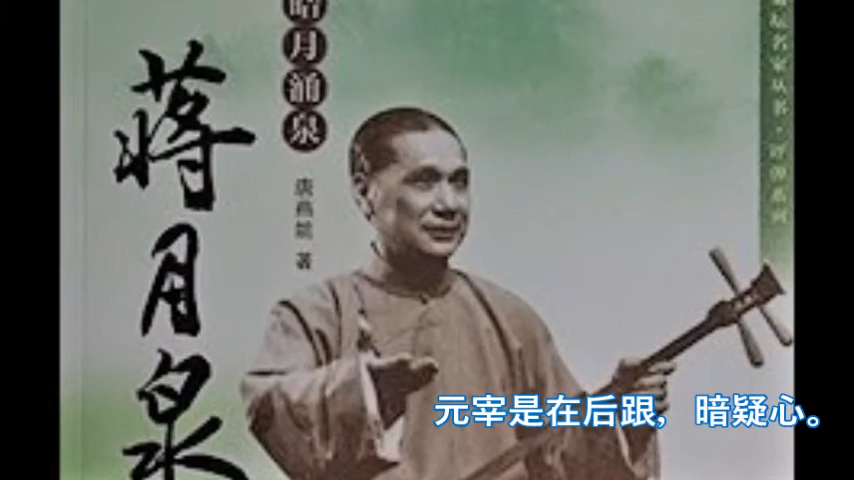 皓月涌泉
蒋月泉
唐燕能 著
元宰是在后跟，暗疑心。